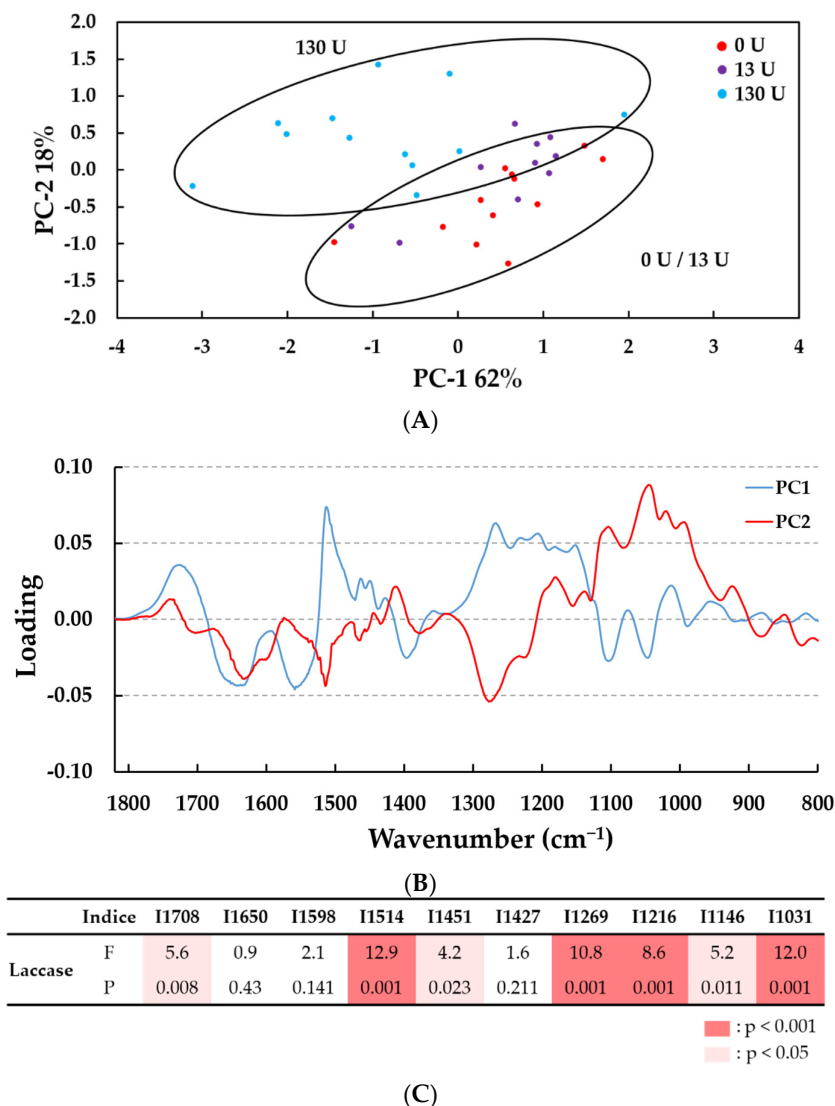 2.0
1.5
1.0
0.5
0.0
-0.5
-1.0
-1.5
-2.0
PC-2 18%
130 U
0 U
13 U
130 U
0 U / 13 U
-4 -3 -2 -1 0 1 2 3 4
PC-1 62%
(A)
0.10
0.05
0.00
-0.05
-0.10
Loading
PC1
PC2
1800 1700 1600 1500 1400 1300 1200 1100 1000 900 800
Wavenumber (cm⁻¹)
(B)
Indice I1708 I1650 I1598 I1514 I1451 I1427 I1269 I1216 I1146 I1031
Laccase
F 5.6 0.9 2.1 12.9 4.2 1.6 10.8 8.6 5.2 12.0
P 0.008 0.43 0.141 0.001 0.023 0.211 0.001 0.001 0.011 0.001
: p < 0.001
: p < 0.05
(C)